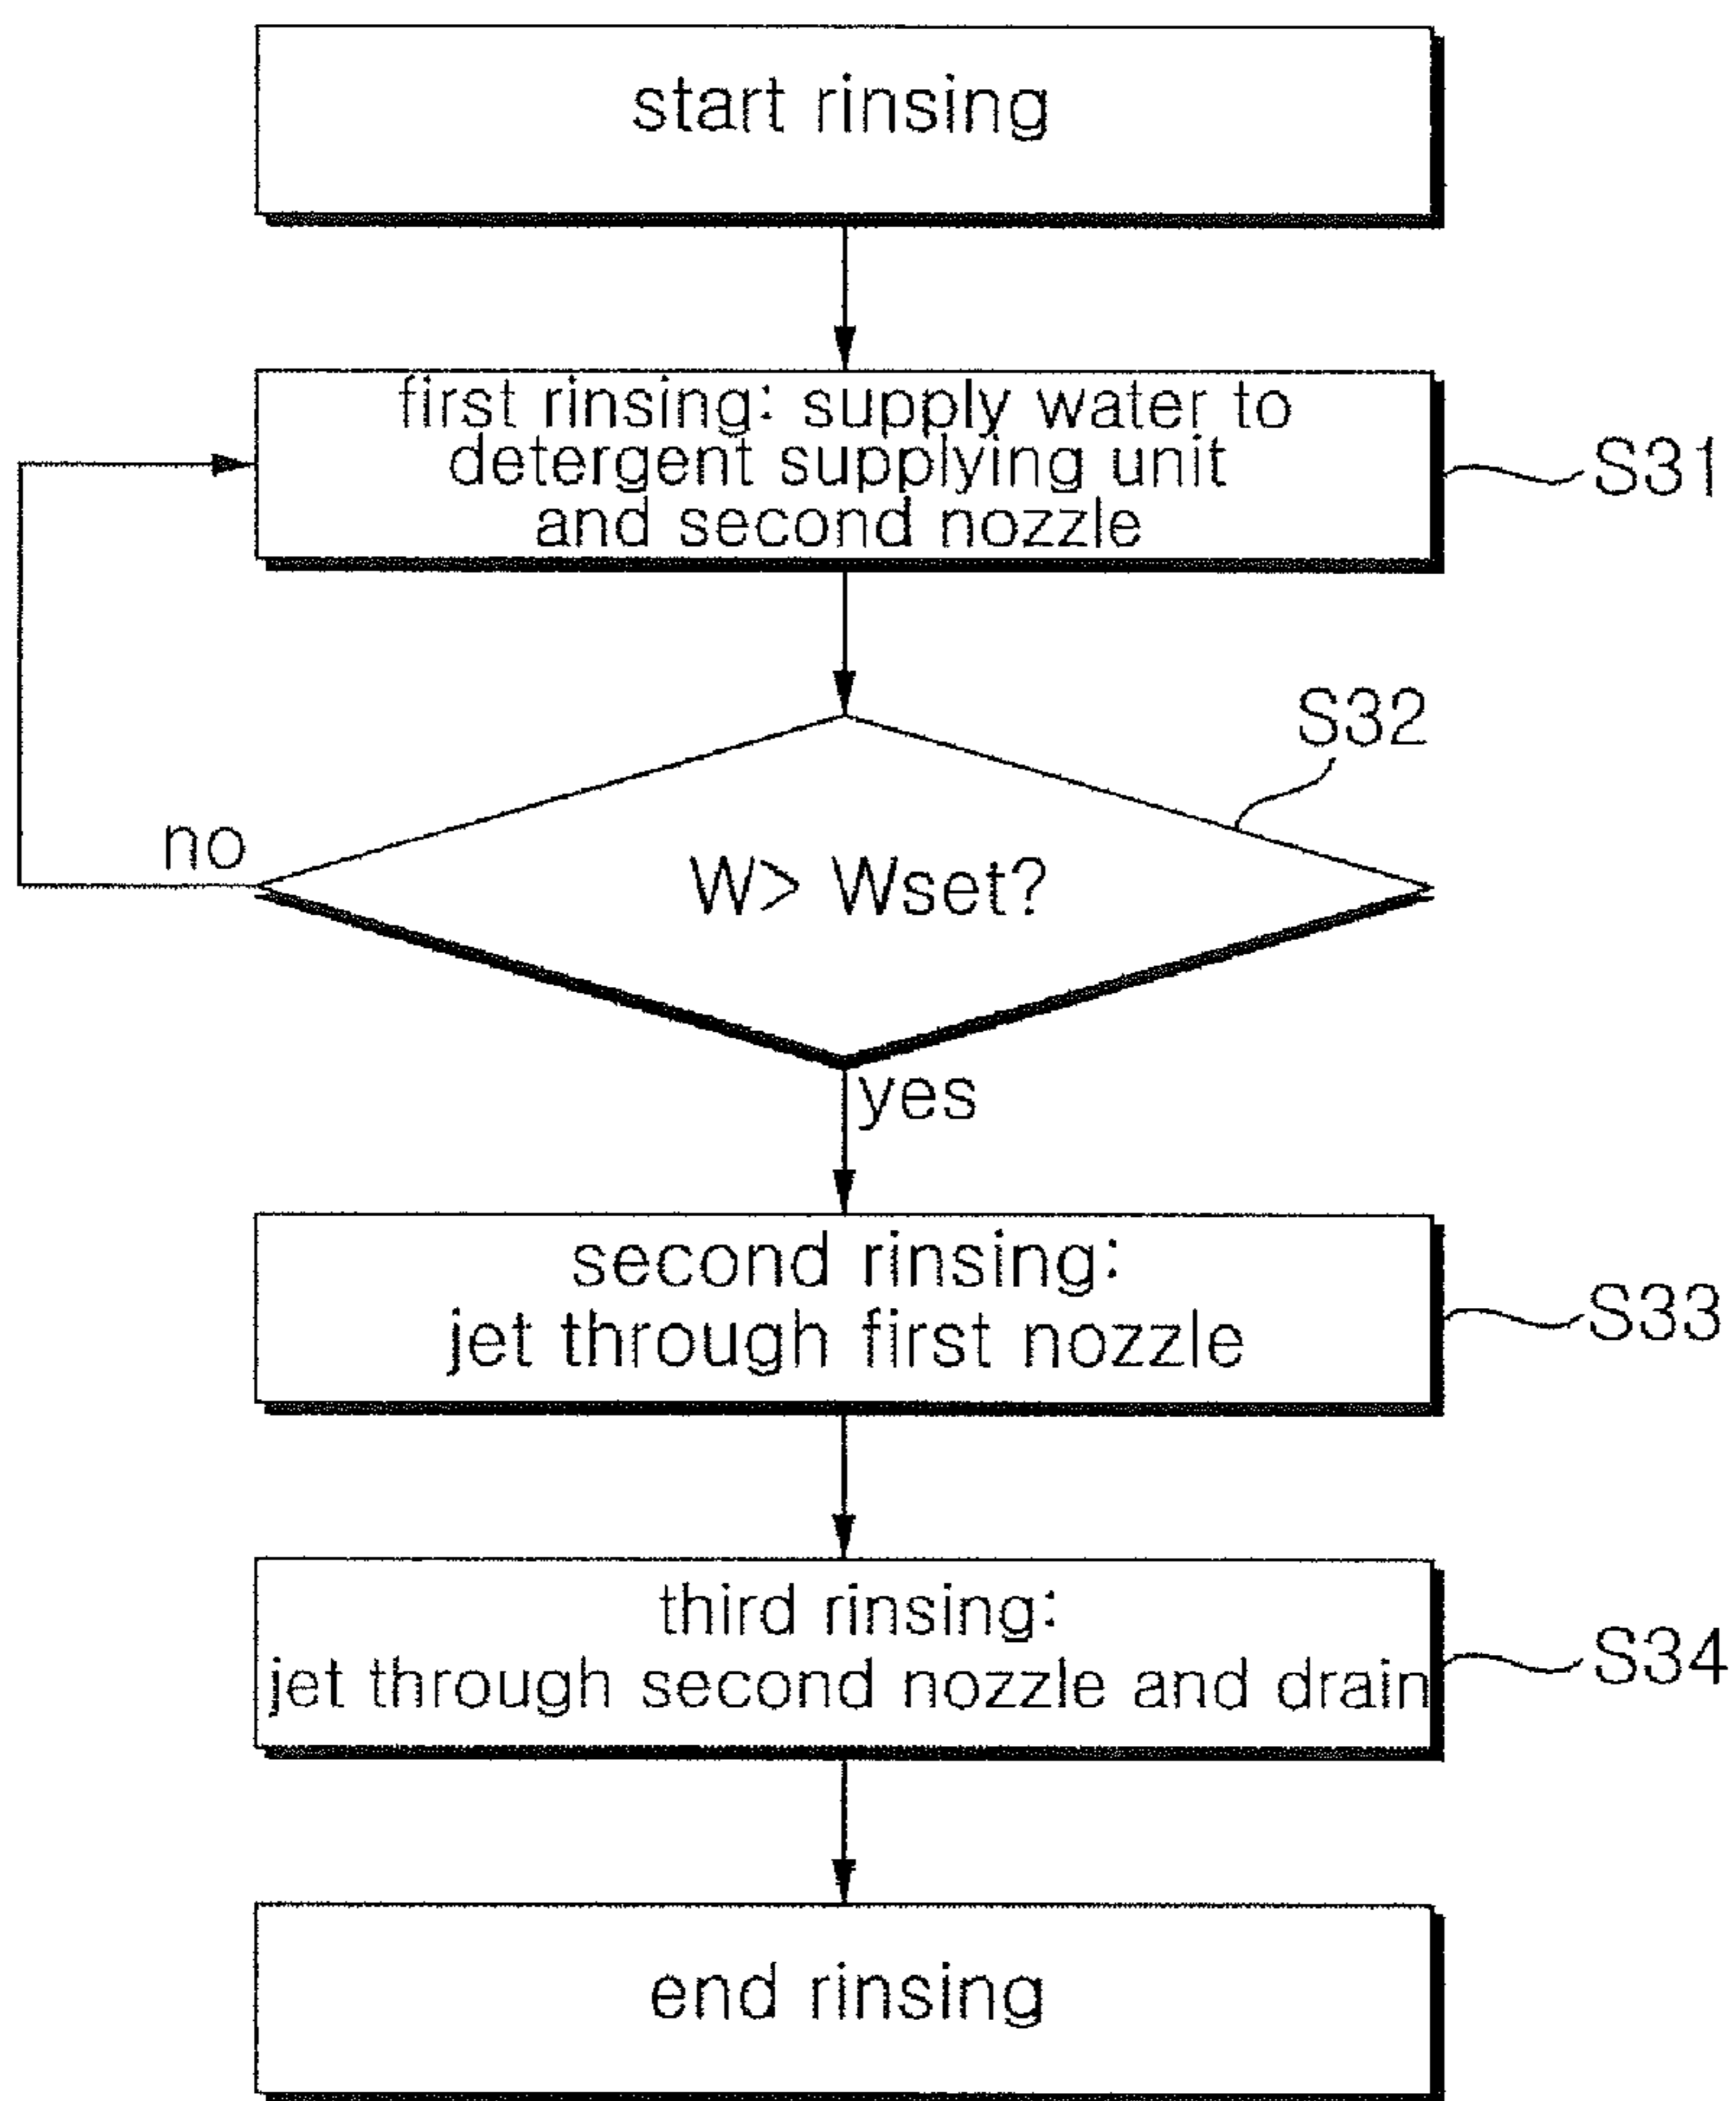 start rinsing
first rinsing: supply water to
detergent supplying unit
and second nozzle
S31
S32
no
W> Wset?
yes
second rinsing:
jet through first nozzle
S33
third rinsing:
jet through second nozzle and drain
S34
end rinsing